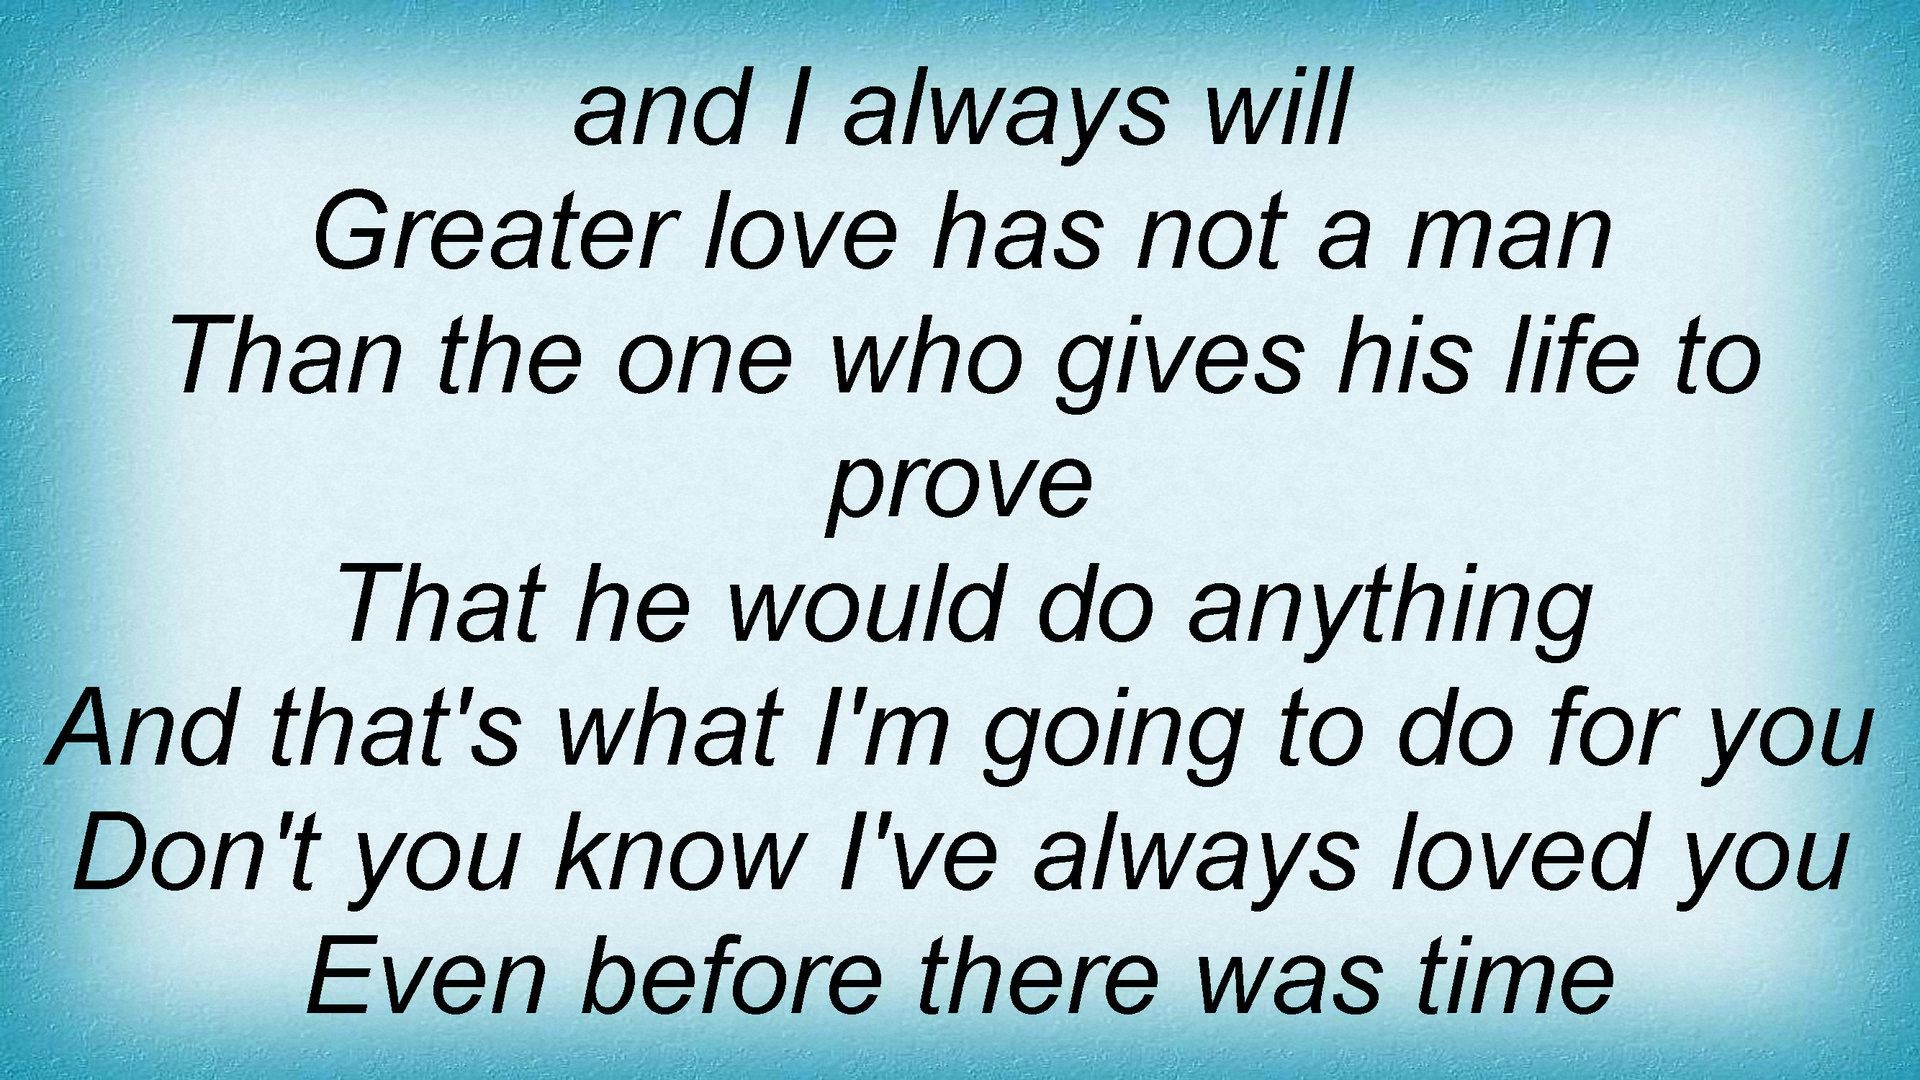 and I always will
Greater love has not a man
Than the one who gives his life to
prove
That he would do anything
And that's what I'm going to do for you
Don't you know I've always loved you
Even before there was time